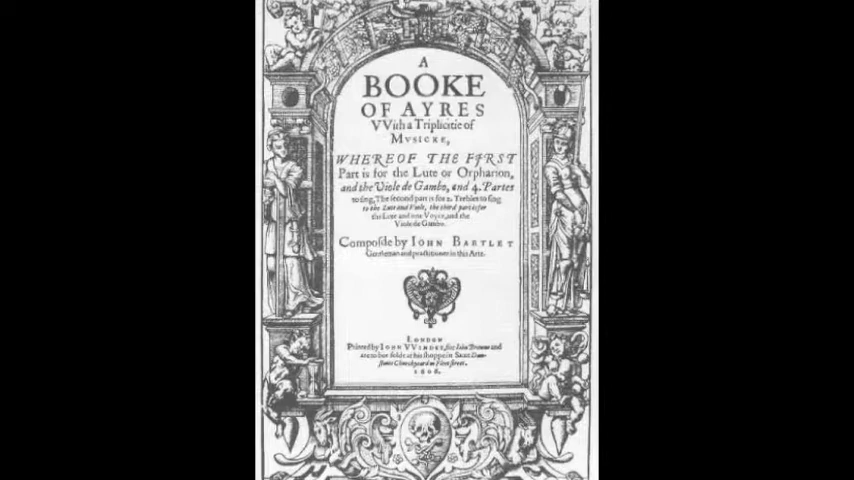 A
BOOKE
OF AYRES
VVith a Triplicitie of
MVSICKE,
WHEREOF THE FIRST
Part is for the Lute or Orpharion,
and the Viole de Gambo, and 4. Partes
to sing, The second part is for 2. Trebles to sing
to the Lute and Viole, the third part is for
the Lute and one Voyce, and the
Viole de Gambo.
Composde by IOHN BARTLET
Gentleman and practitioner in this Arte.
LONDON
Printed by IOHN VVINDET, for Iohn Browne and
are to bee solde at his shoppe in Saint Dun-
stones Churchyard in Fleet street.
1606.